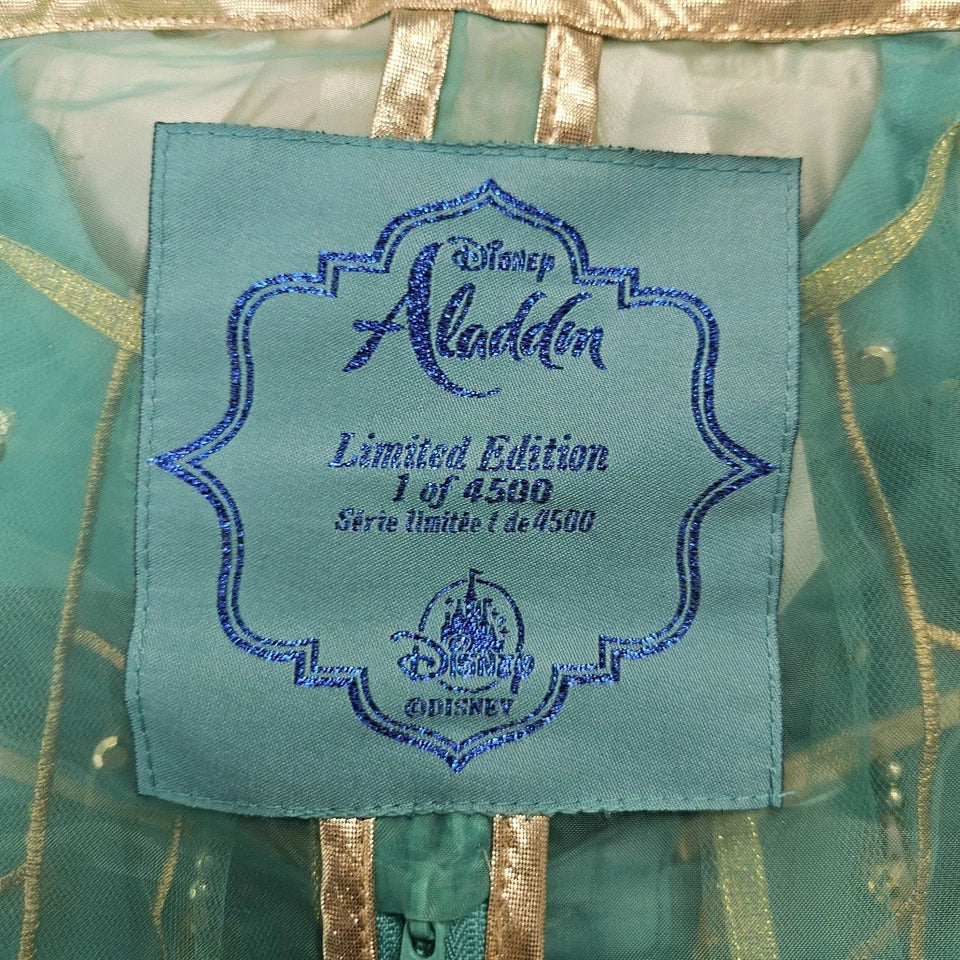 Disney
Aladdin
Limited Edition
1 of 4500
Série limitée 1 de 4500
Disney
©DISNEY